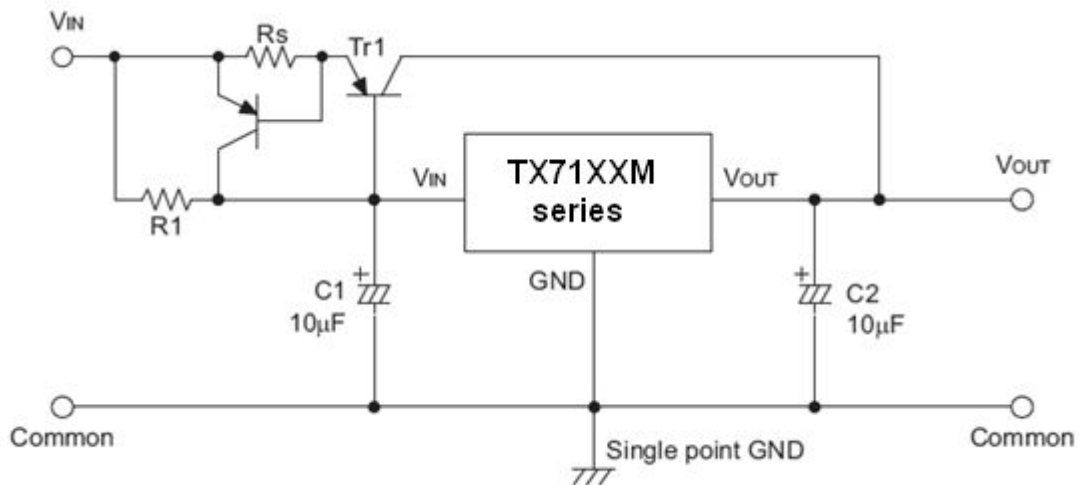 VIN
Rs
Tr1
R1
VIN
TX71XXM
series
VOUT
VOUT
GND
C1
10μF
C2
10μF
Common
Single point GND
Common